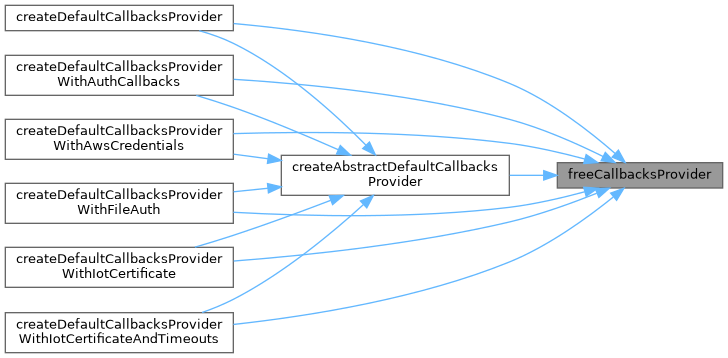 createDefaultCallbacksProvider
createDefaultCallbacksProvider
WithAuthCallbacks
createDefaultCallbacksProvider
WithAwsCredentials
createAbstractDefaultCallbacks
Provider
freeCallbacksProvider
createDefaultCallbacksProvider
WithFileAuth
createDefaultCallbacksProvider
WithIotCertificate
createDefaultCallbacksProvider
WithIotCertificateAndTimeouts